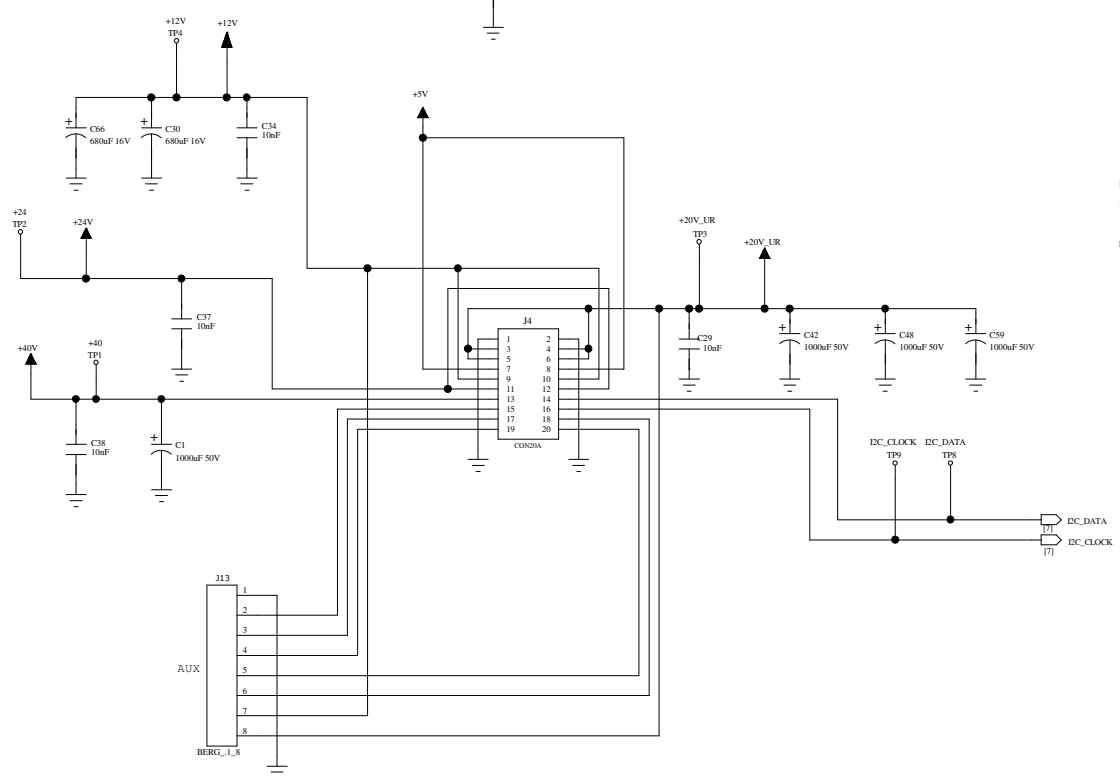 +12V
TP4
+12V
C66
680uF 16V
C30
680uF 16V
C34
10nF
+5V
+24
TP2
+24V
C37
10nF
+40V
+40
TP1
C38
10nF
C1
1000uF 50V
+20V_UR
TP3
+20V_UR
C29
10nF
C42
1000uF 50V
C48
1000uF 50V
C59
1000uF 50V
J4
1 2
3 4
5 6
7 8
9 10
11 12
13 14
15 16
17 18
19 20
CON20A
I2C_CLOCK
TP9
I2C_DATA
TP8
I2C_DATA
[7]
I2C_CLOCK
[7]
J13
1
2
3
4
5
6
7
8
AUX
BERG_.1_8